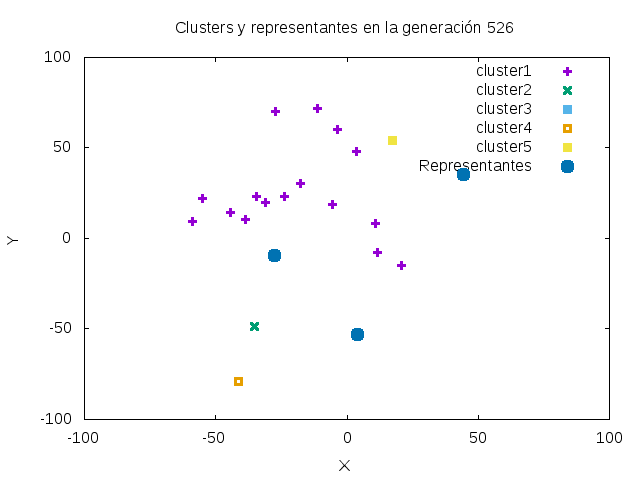 Clusters y representantes en la generación 526
100
50
0
-50
-100
-100
-50
0
50
100
X
Y
cluster1
cluster2
cluster3
cluster4
cluster5
Representantes